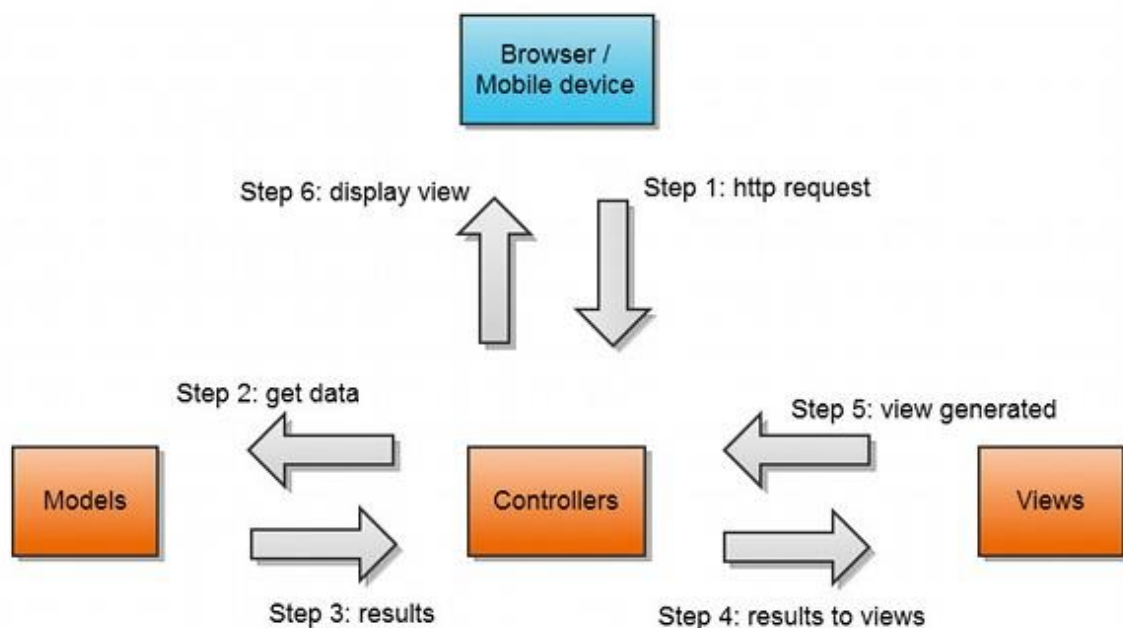 Browser /
Mobile device
Step 6: display view
Step 1: http request
Step 2: get data
Step 5: view generated
Models
Controllers
Views
Step 3: results
Step 4: results to views